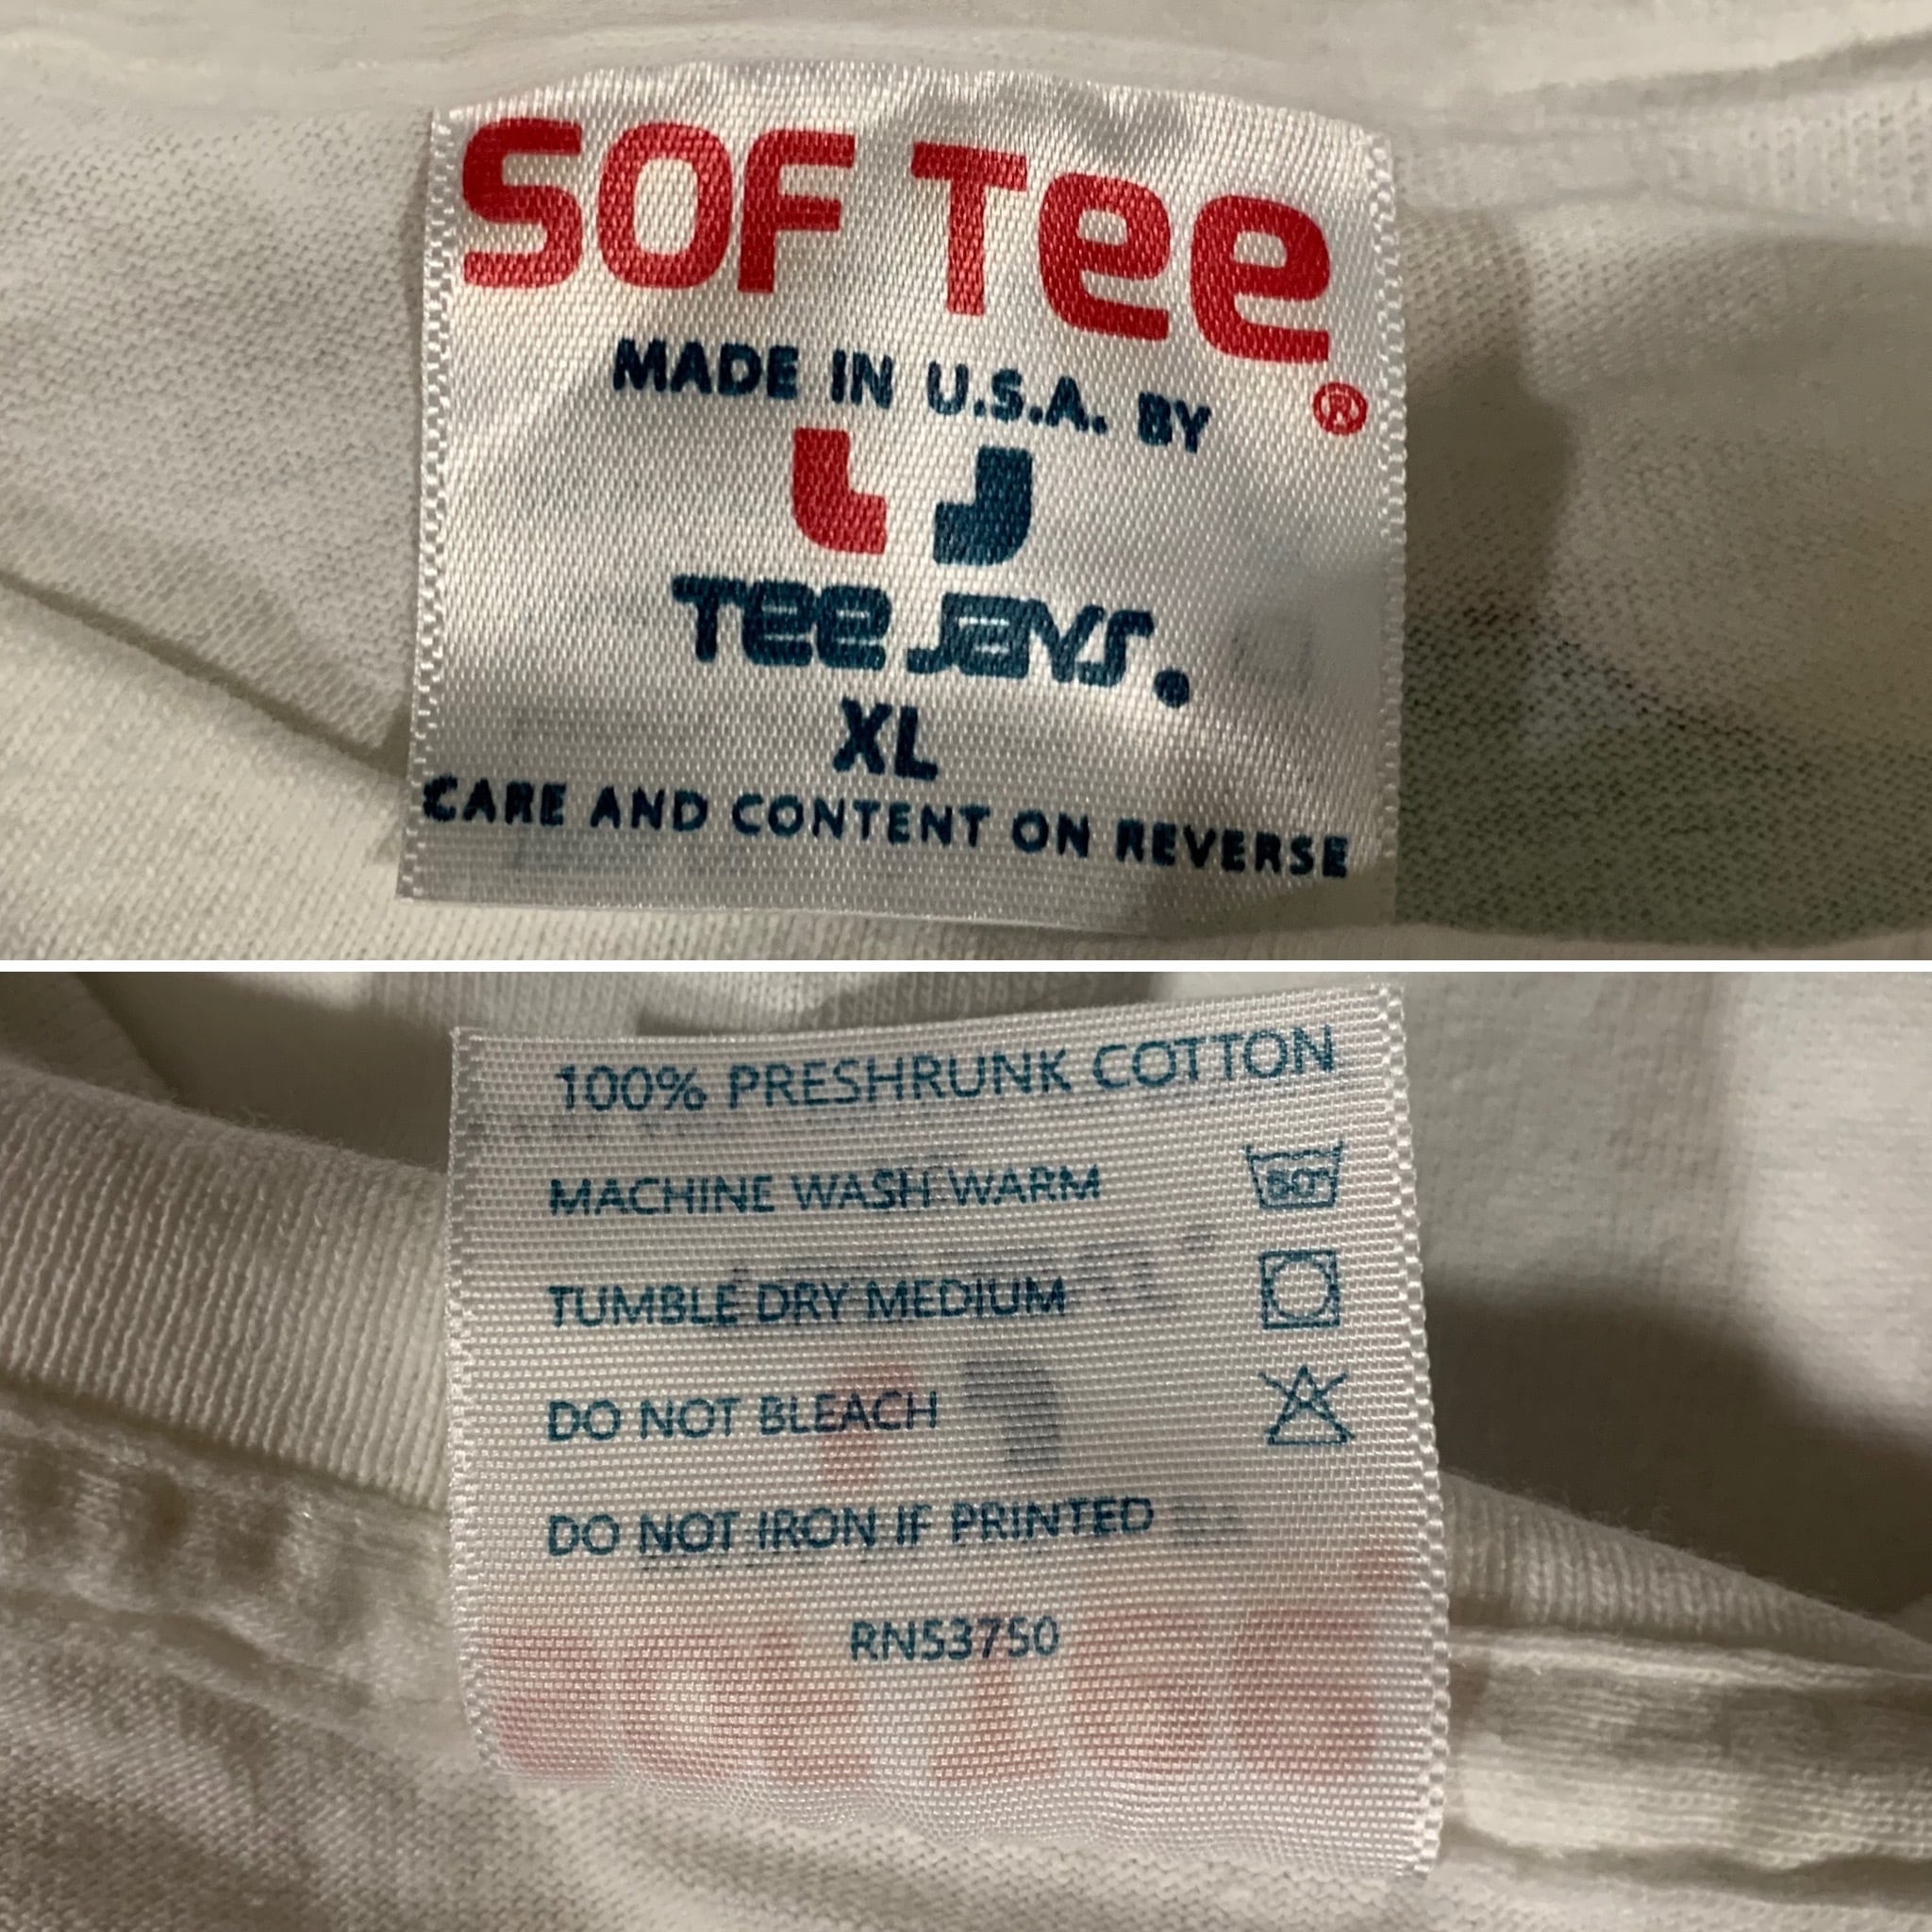 SOF TEE
®
MADE IN U.S.A. BY
TEE JAYS.
XL
CARE AND CONTENT ON REVERSE
100% PRESHRUNK COTTON
MACHINE WASH WARM
TUMBLE DRY MEDIUM
DO NOT BLEACH
DO NOT IRON IF PRINTED
RN53750